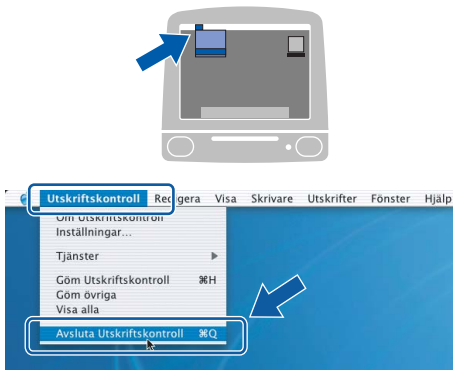 Utskriftskontroll Redigera Visa Skrivare Utskrifter Fönster Hjälp
Om Utskriftskontroll
Inställningar...
Tjänster ▶
Göm Utskriftskontroll ⌘H
Göm övriga
Visa alla
Avsluta Utskriftskontroll ⌘Q